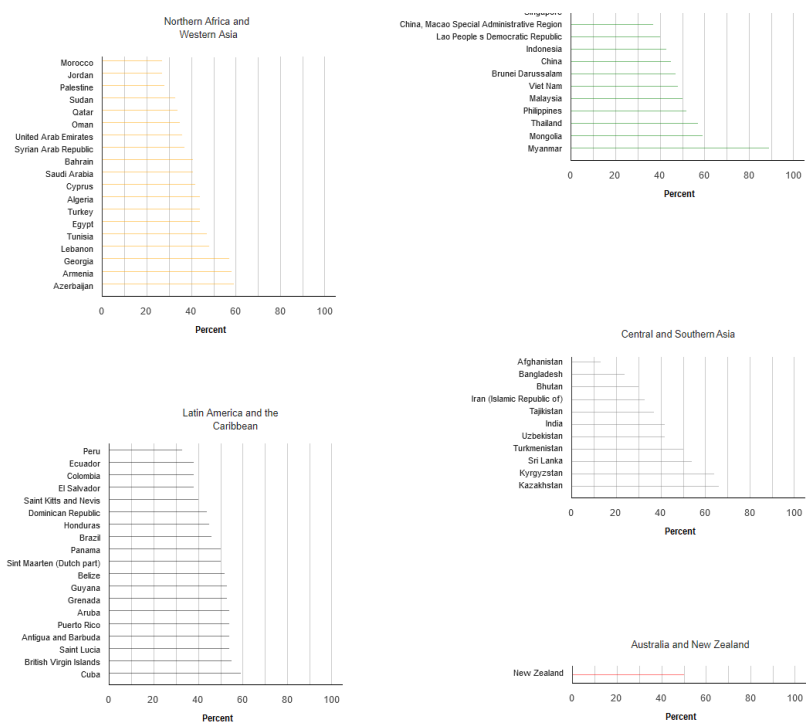 Northern Africa and
Western Asia
Morocco
Jordan
Palestine
Sudan
Qatar
Oman
United Arab Emirates
Syrian Arab Republic
Bahrain
Saudi Arabia
Cyprus
Algeria
Turkey
Egypt
Tunisia
Lebanon
Georgia
Armenia
Azerbaijan
0 20 40 60 80 100
Percent
Latin America and the
Caribbean
Peru
Ecuador
Colombia
El Salvador
Saint Kitts and Nevis
Dominican Republic
Honduras
Brazil
Panama
Sint Maarten (Dutch part)
Belize
Guyana
Grenada
Aruba
Puerto Rico
Antigua and Barbuda
Saint Lucia
British Virgin Islands
Cuba
0 20 40 60 80 100
Percent
Singapore
China, Macao Special Administrative Region
Lao People s Democratic Republic
Indonesia
China
Brunei Darussalam
Viet Nam
Malaysia
Philippines
Thailand
Mongolia
Myanmar
0 20 40 60 80 100
Percent
Central and Southern Asia
Afghanistan
Bangladesh
Bhutan
Iran (Islamic Republic of)
Tajikistan
India
Uzbekistan
Turkmenistan
Sri Lanka
Kyrgyzstan
Kazakhstan
0 20 40 60 80 100
Percent
Australia and New Zealand
New Zealand
0 20 40 60 80 100
Percent